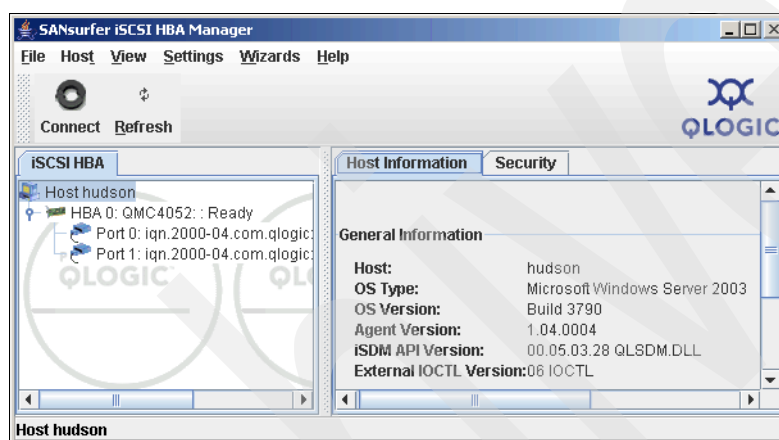 SANsurfer iSCSI HBA Manager
File Host View Settings Wizards Help
Connect Refresh
QLOGIC
iSCSI HBA
Host hudson
HBA 0: QMC4052: : Ready
Port 0: iqn.2000-04.com.qlogic:
Port 1: iqn.2000-04.com.qlogic:
QLOGIC
Host Information Security
General Information
Host: hudson
OS Type: Microsoft Windows Server 2003
OS Version: Build 3790
Agent Version: 1.04.0004
iSDM API Version: 00.05.03.28 QLSDM.DLL
External IOCTL Version:06 IOCTL
Host hudson